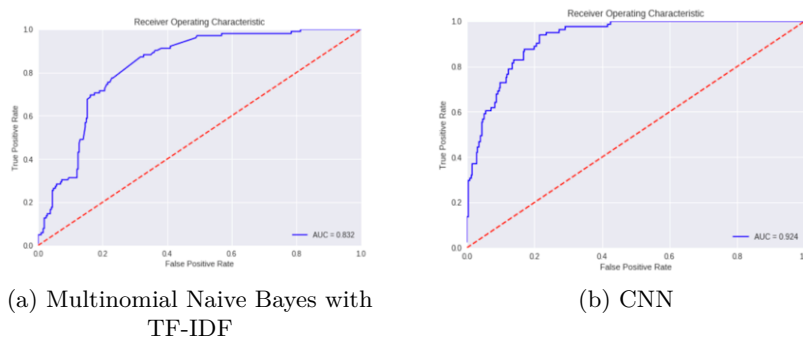 Receiver Operating Characteristic
1.0
0.8
0.6
0.4
0.2
0.0
True Positive Rate
0.0 0.2 0.4 0.6 0.8 1.0
False Positive Rate
AUC = 0.832
(a) Multinomial Naive Bayes with
TF-IDF
Receiver Operating Characteristic
1.0
0.8
0.6
0.4
0.2
0.0
True Positive Rate
0.0 0.2 0.4 0.6 0.8 1.0
False Positive Rate
AUC = 0.924
(b) CNN